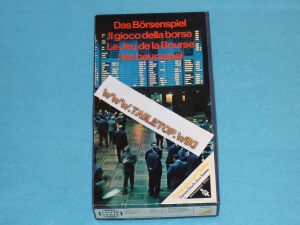 Das Börsenspiel
Il gioco della borsa
Le Jeu de la Bourse
Het beursspel
WWW.TABLETOP.WIKI